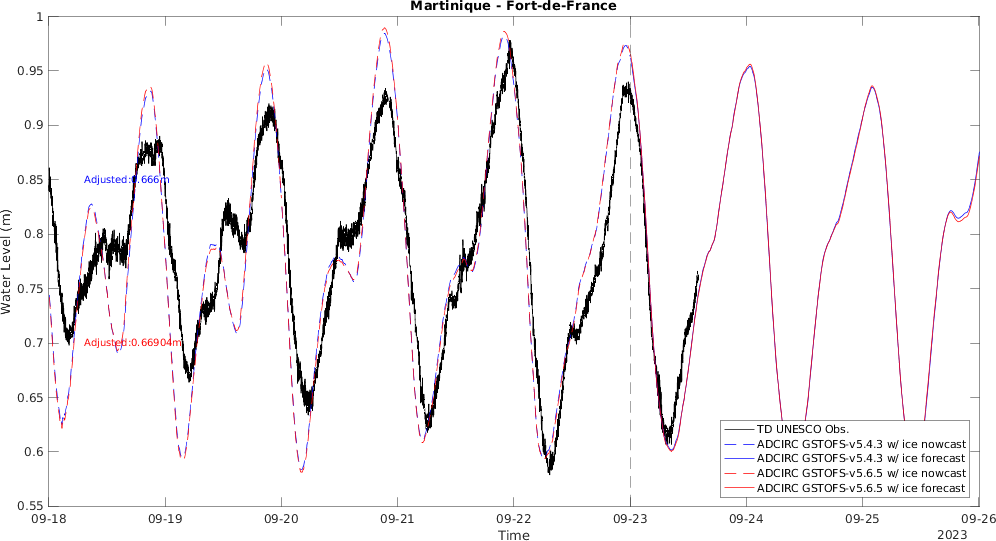 Martinique - Fort-de-France
1
0.95
0.9
0.85
0.8
0.75
0.7
0.65
0.6
0.55
Water Level (m)
Adjusted:0.666m
Adjusted:0.66904m
TD UNESCO Obs.
ADCIRC GSTOFS-v5.4.3 w/ ice nowcast
ADCIRC GSTOFS-v5.4.3 w/ ice forecast
ADCIRC GSTOFS-v5.6.5 w/ ice nowcast
ADCIRC GSTOFS-v5.6.5 w/ ice forecast
09-18 09-19 09-20 09-21 09-22 09-23 09-24 09-25 09-26
Time
2023